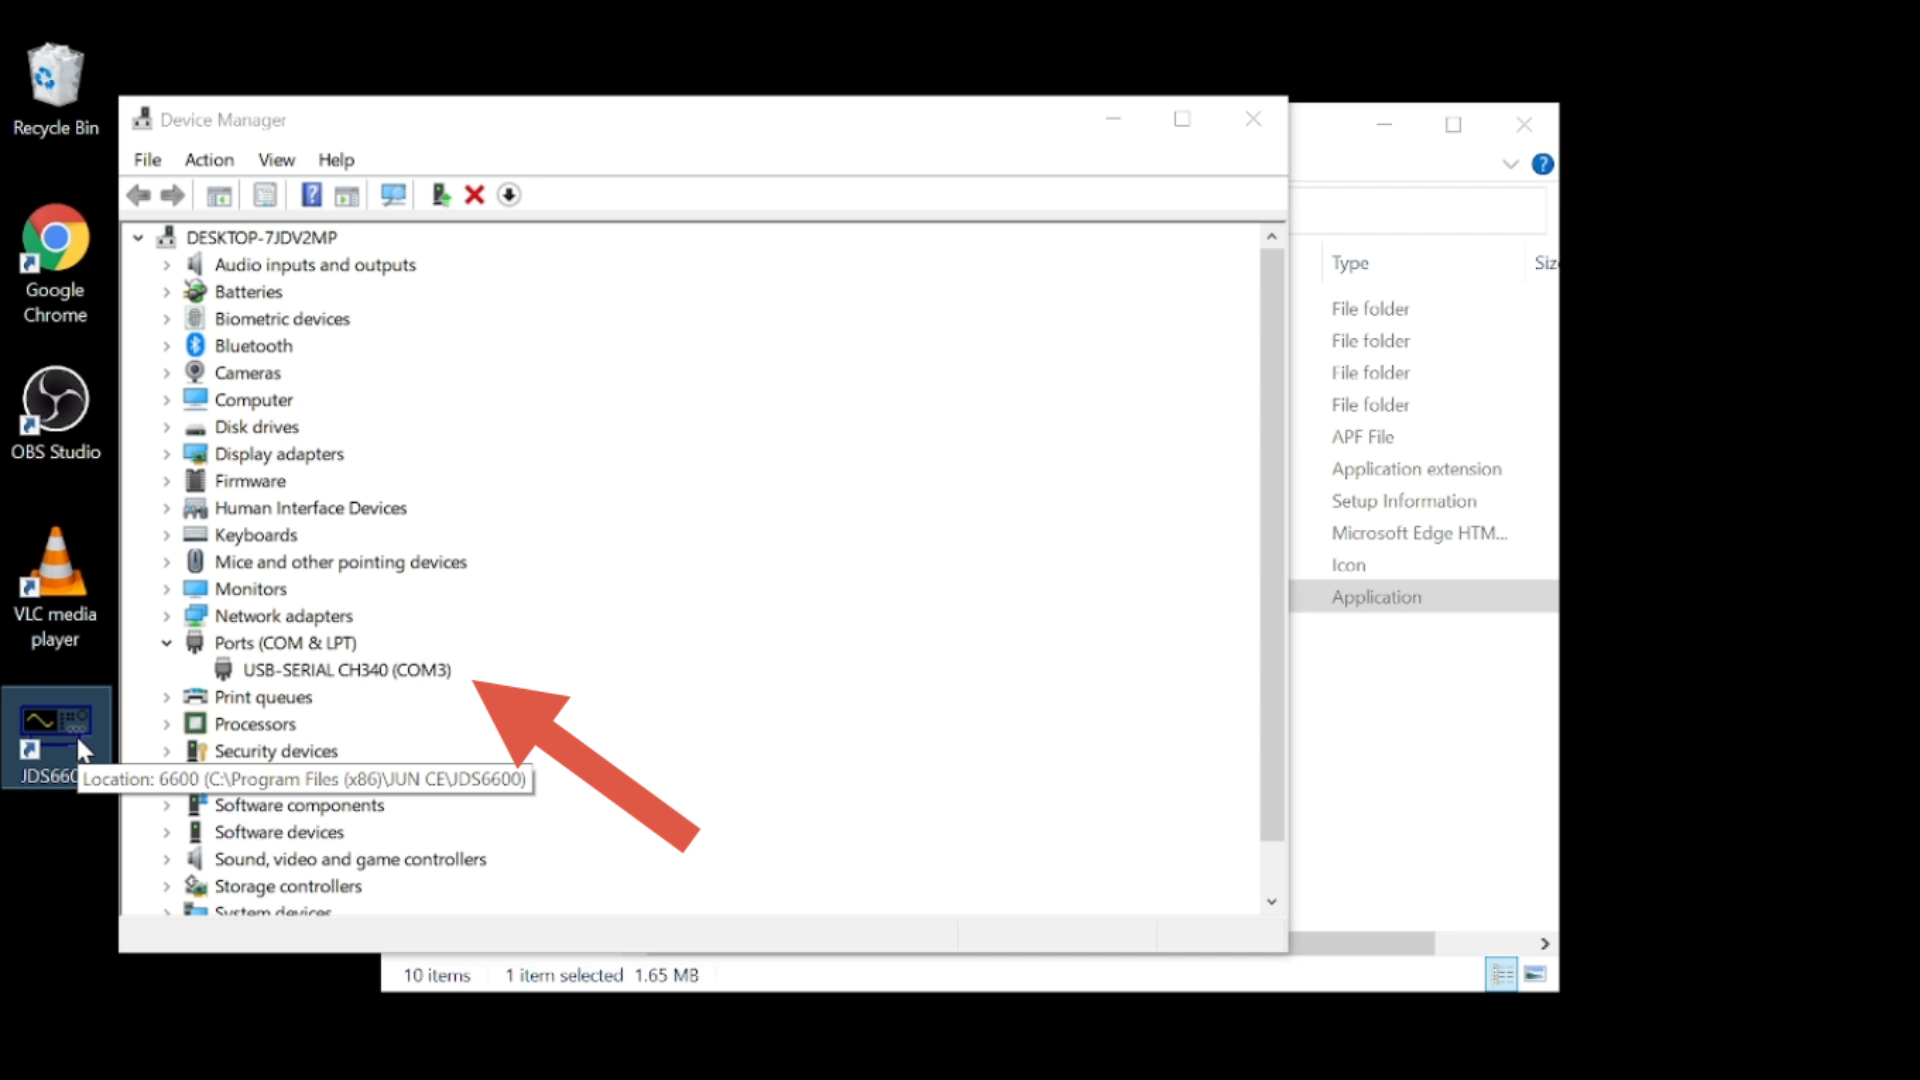 Recycle Bin
Google
Chrome
OBS Studio
VLC media
player
JDS660
Location: 6600 (C:\Program Files (x86)\JUN CE\JDS6600)
Device Manager
File Action View Help
DESKTOP-7JDV2MP
Audio inputs and outputs
Batteries
Biometric devices
Bluetooth
Cameras
Computer
Disk drives
Display adapters
Firmware
Human Interface Devices
Keyboards
Mice and other pointing devices
Monitors
Network adapters
Ports (COM & LPT)
USB-SERIAL CH340 (COM3)
Print queues
Processors
Security devices
Software components
Software devices
Sound, video and game controllers
Storage controllers
System devices
Type Siz
File folder
File folder
File folder
File folder
APF File
Application extension
Setup Information
Microsoft Edge HTM...
Icon
Application
10 items 1 item selected 1.65 MB